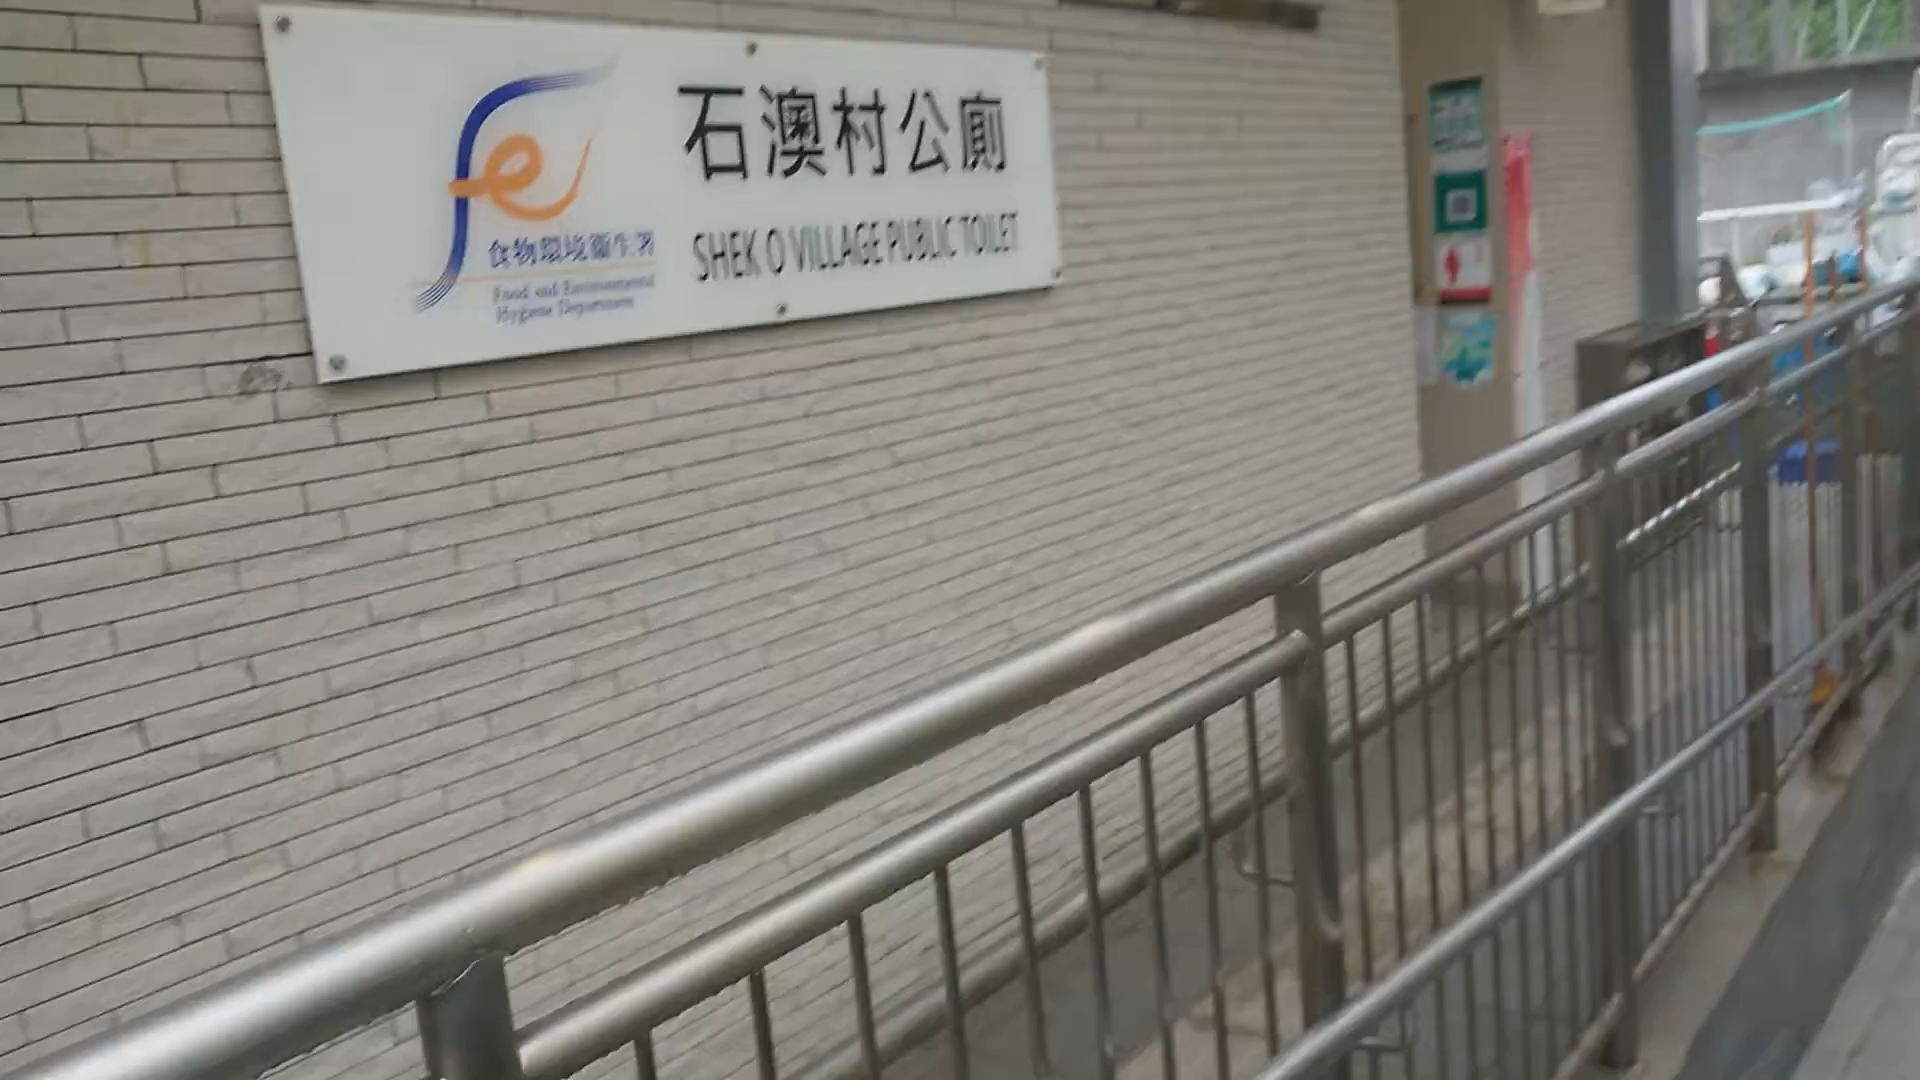 石澳村公廁
SHEK O VILLAGE PUBLIC TOILET
食物環境衞生署
Food and Environmental
Hygiene Department